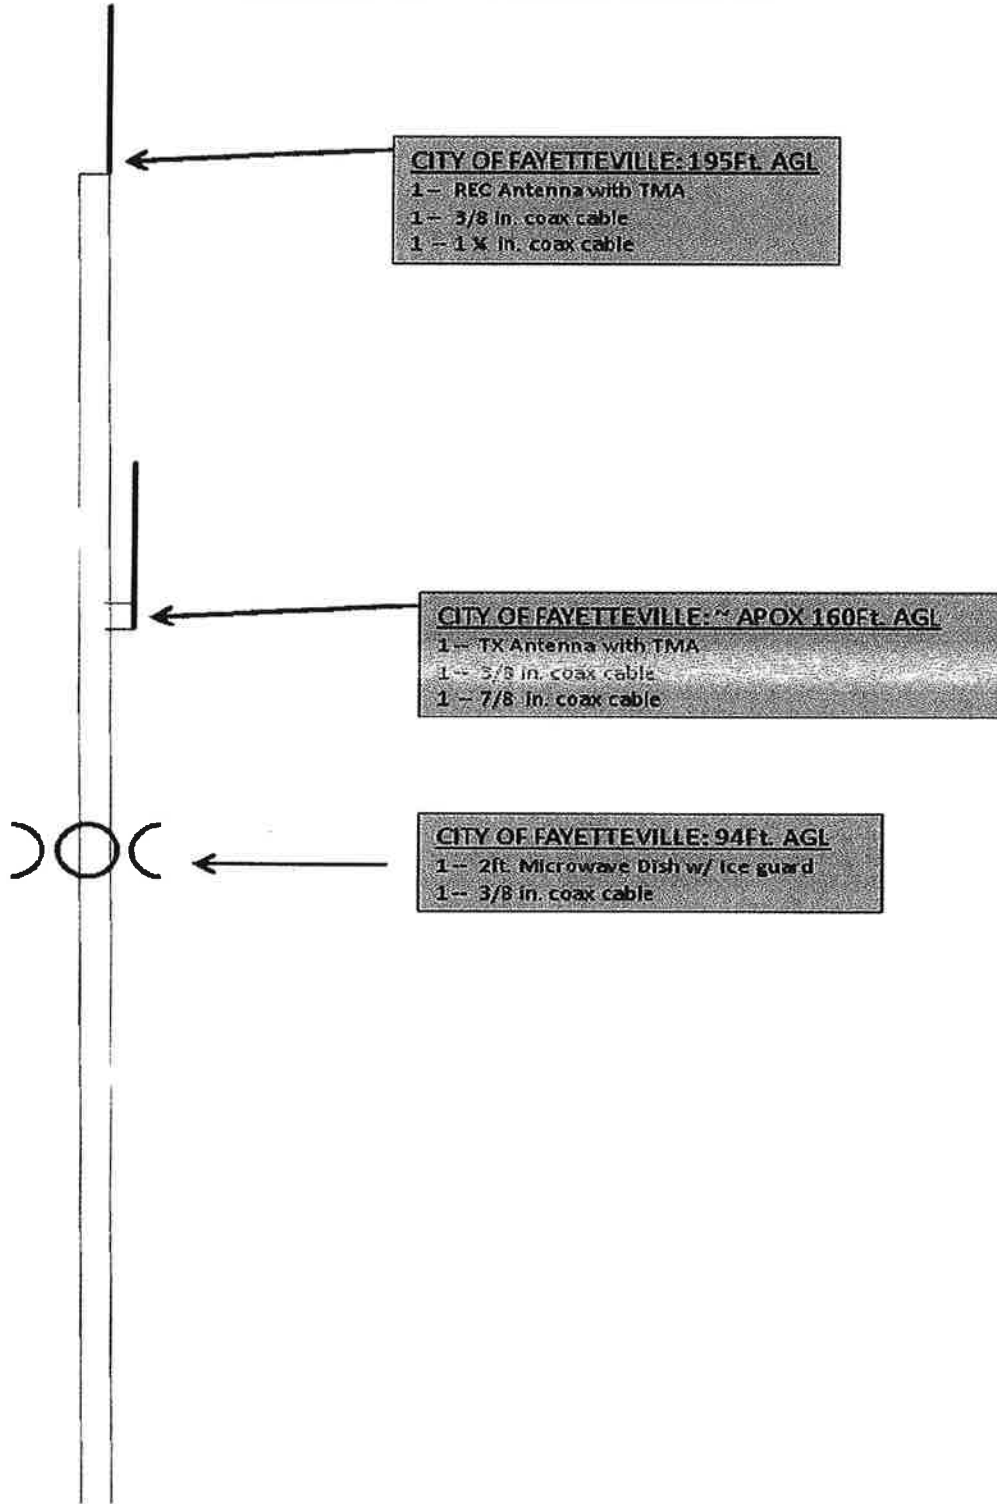 CITY OF FAYETTEVILLE: 195Ft. AGL
1 -- REC Antenna with TMA
1 -- 3/8 in. coax cable
1 -- 1 ¼ in. coax cable
CITY OF FAYETTEVILLE: ~ APOX 160Ft. AGL
1 -- TX Antenna with TMA
1 -- 3/8 in. coax cable
1 -- 7/8 in. coax cable
CITY OF FAYETTEVILLE: 94Ft. AGL
1 -- 2ft. Microwave Dish w/ ice guard
1 -- 3/8 in. coax cable